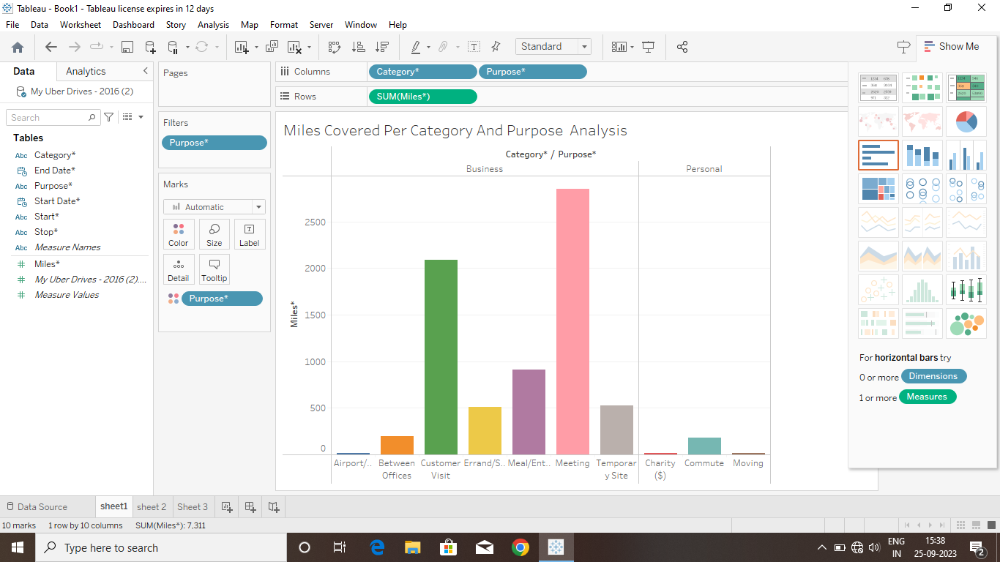 Tableau - Book1 - Tableau license expires in 12 days
File Data Worksheet Dashboard Story Analysis Map Format Server Window Help
Standard
Show Me
Data Analytics
My Uber Drives - 2016 (2)
Search
Tables
Abc Category*
End Date*
Abc Purpose*
Start Date*
Abc Start*
Abc Stop*
Abc Measure Names
# Miles*
# My Uber Drives - 2016 (2)....
# Measure Values
Pages
Filters
Purpose*
Marks
Automatic
Color Size Label
Detail Tooltip
Purpose*
Columns Category* Purpose*
Rows SUM(Miles*)
Miles Covered Per Category And Purpose Analysis
Category* / Purpose*
Business Personal
Miles*
2500
2000
1500
1000
500
0
Airport/.. Between Offices Customer Visit Errand/S.. Meal/Ent.. Meeting Temporar y Site Charity ($) Commute Moving
For horizontal bars try
0 or more Dimensions
1 or more Measures
Data Source sheet1 sheet 2 Sheet 3
10 marks 1 row by 10 columns SUM(Miles*): 7,311
Type here to search
ENG
IN
15:38
25-09-2023
2